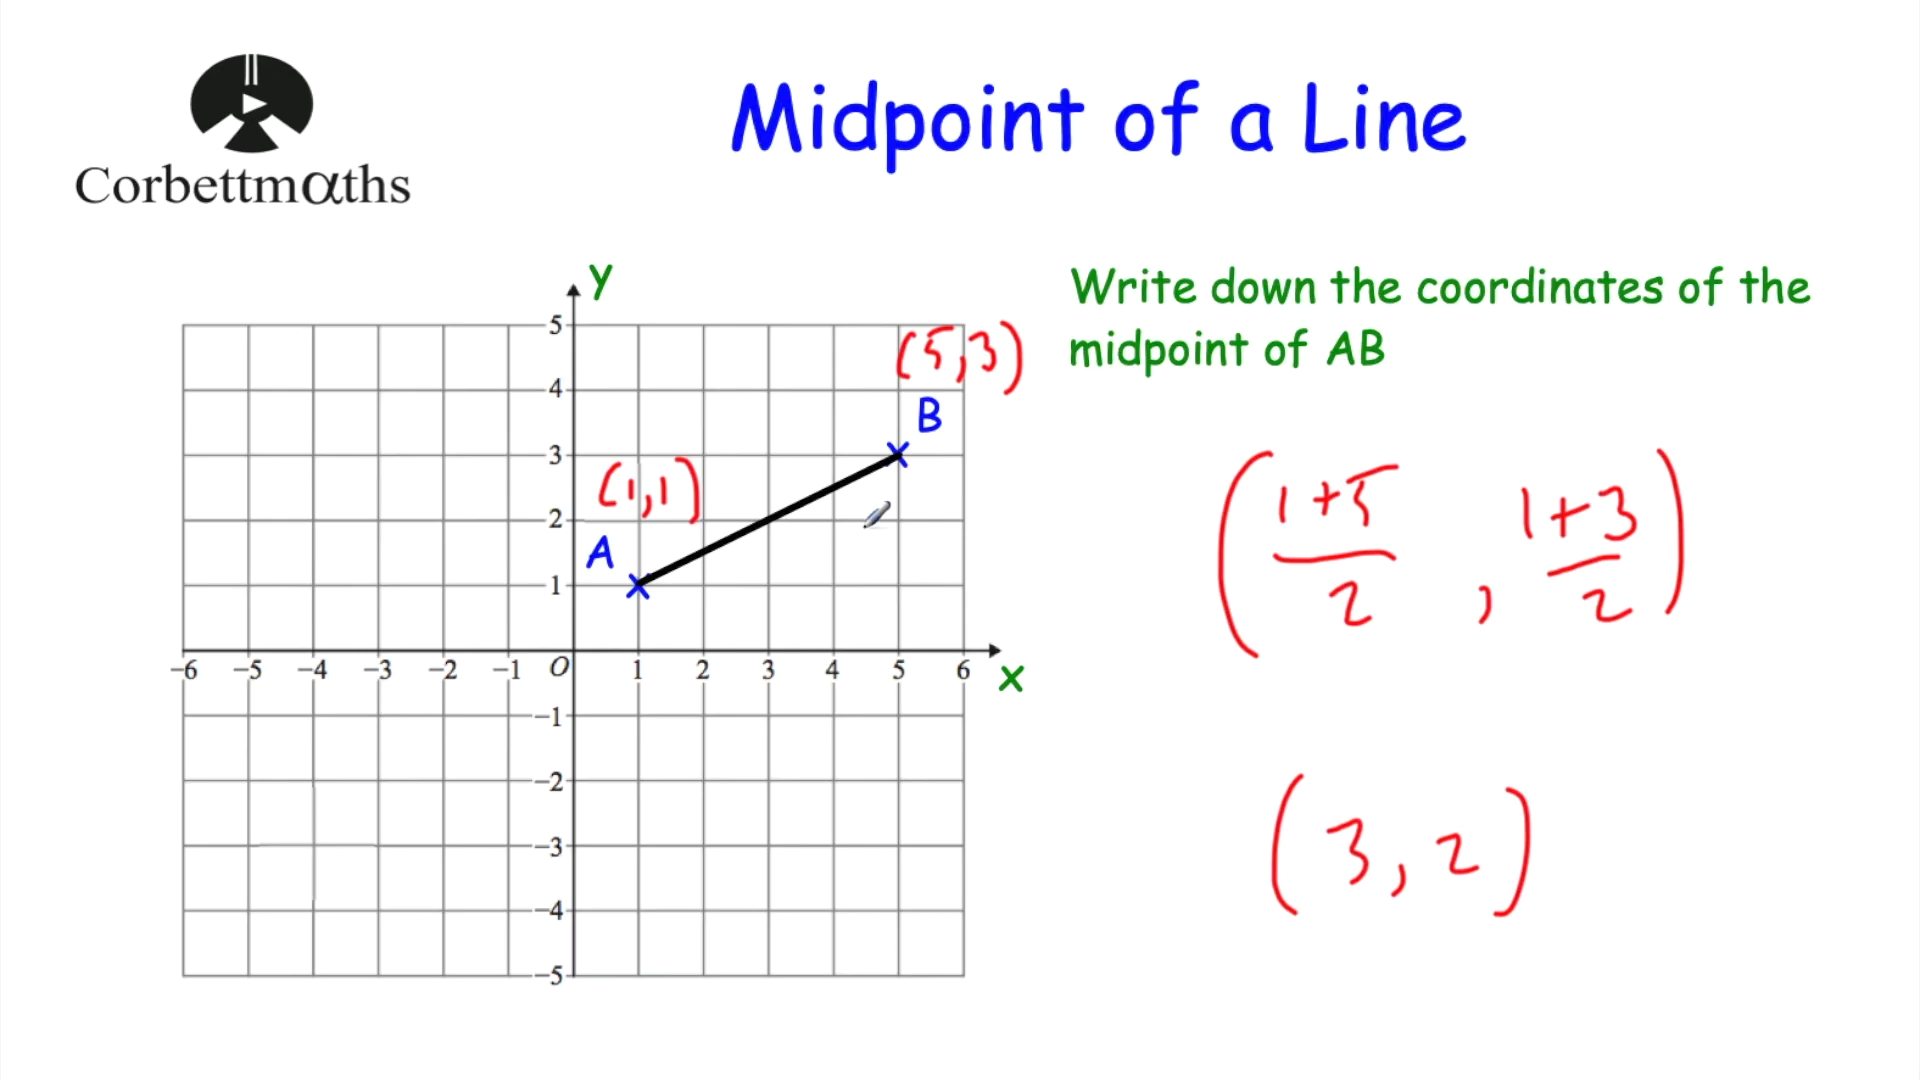 Corbettmαths
Midpoint of a Line
Write down the coordinates of the
midpoint of AB
y
5
(5,3)
4
B
3
(1,1)
2
A
1
-6 -5 -4 -3 -2 -1 O 1 2 3 4 5 6 x
-1
-2
-3
-4
-5
(1+5/2 , 1+3/2)
(3,2)